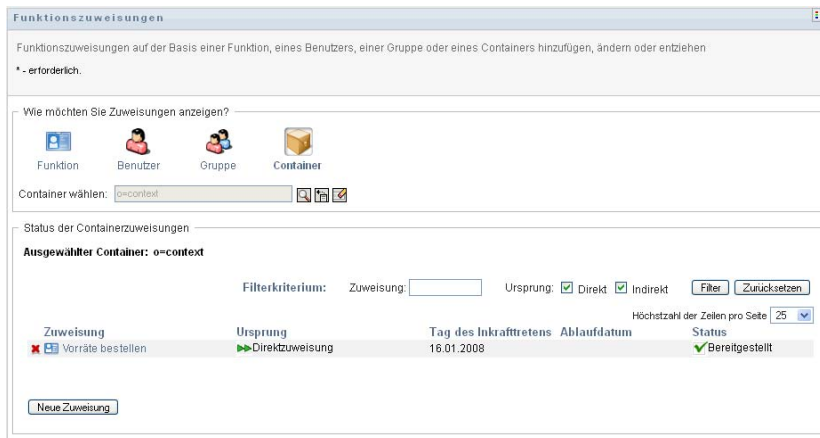 Funktionszuweisungen
Funktionszuweisungen auf der Basis einer Funktion, eines Benutzers, einer Gruppe oder eines Containers hinzufügen, ändern oder entziehen
* - erforderlich.
Wie möchten Sie Zuweisungen anzeigen?
Funktion Benutzer Gruppe Container
Container wählen: o=context
Status der Containerzuweisungen
Ausgewählter Container: o=context
Filterkriterium: Zuweisung: Ursprung: Direkt Indirekt Filter Zurücksetzen
Höchstzahl der Zeilen pro Seite 25
Zuweisung Ursprung Tag des Inkrafttretens Ablaufdatum Status
Vorräte bestellen Direktzuweisung 16.01.2008 Bereitgestellt
Neue Zuweisung